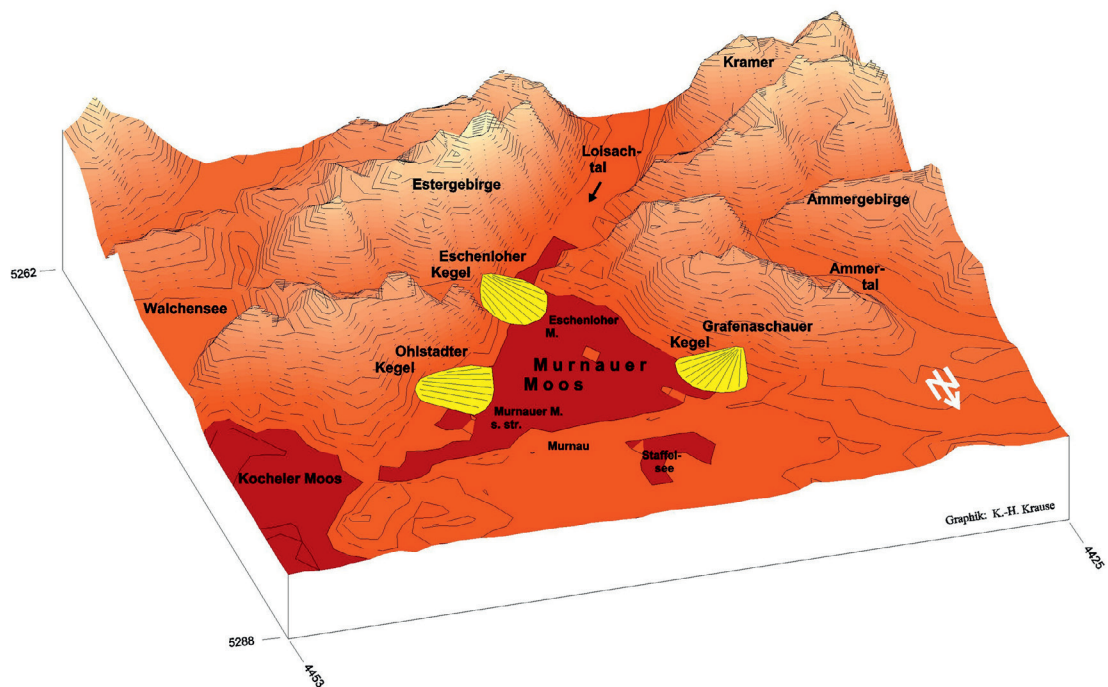 Kramer
Loisach-
tal
Estergebirge
Ammergebirge
Eschenloher
Kegel
5262
Ammer-
tal
Walchensee
Eschenloher
M.
Grafenaschauer
Kegel
Ohlstadter
Kegel
Murnauer
Moos
N
Murnauer M.
s. str.
Murnau
Staffel-
see
Kocheler Moos
Graphik: K.-H. Krause
4425
5288
4453